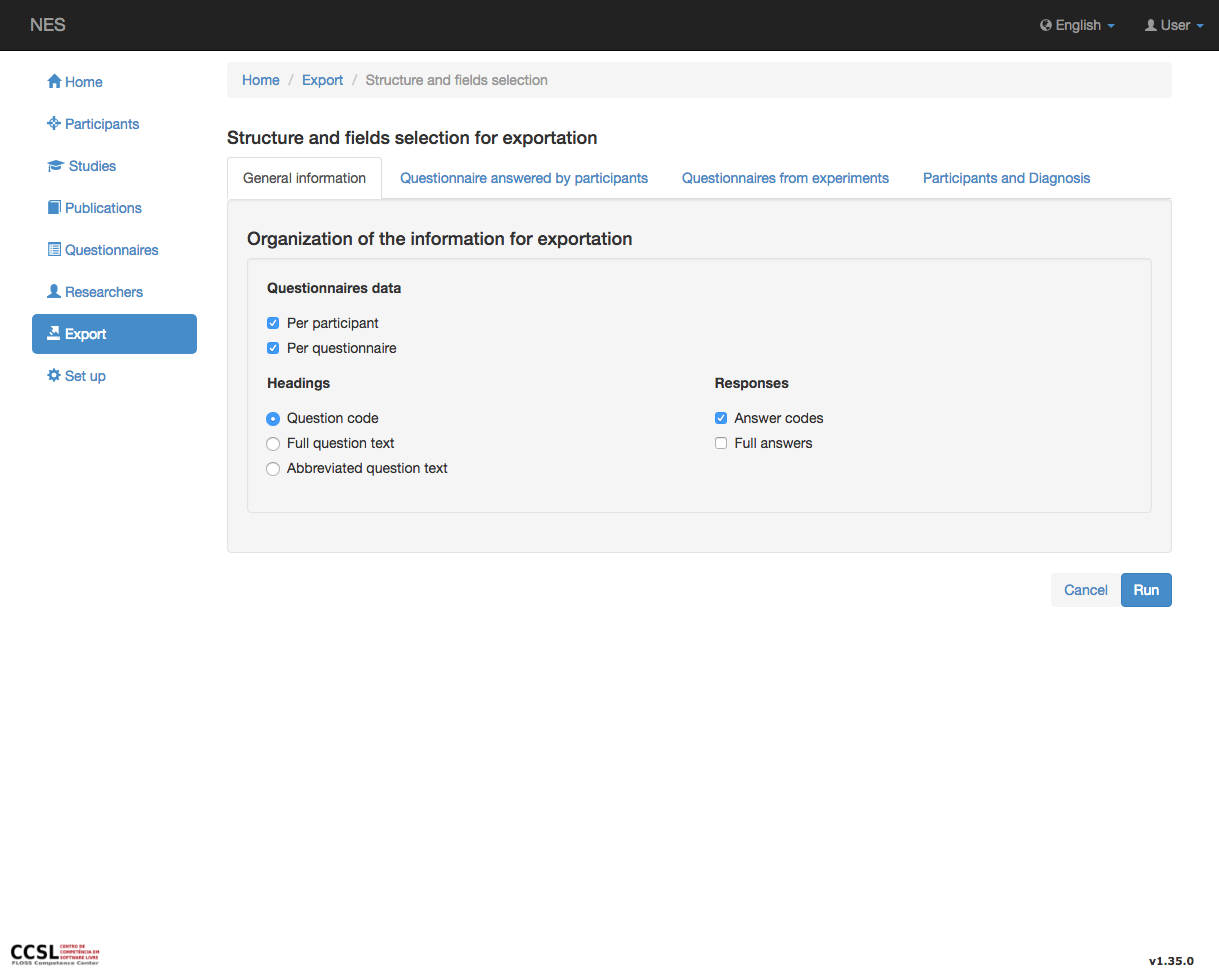 NES
English
User
Home
Participants
Studies
Publications
Questionnaires
Researchers
Export
Set up
Home / Export / Structure and fields selection
Structure and fields selection for exportation
General information
Questionnaire answered by participants
Questionnaires from experiments
Participants and Diagnosis
Organization of the information for exportation
Questionnaires data
Per participant
Per questionnaire
Headings
Question code
Full question text
Abbreviated question text
Responses
Answer codes
Full answers
Cancel
Run
CCSL
CENTRO DE
COMPETÊNCIA EM
SOFTWARE LIVRE
FLOSS Competence Center
v1.35.0